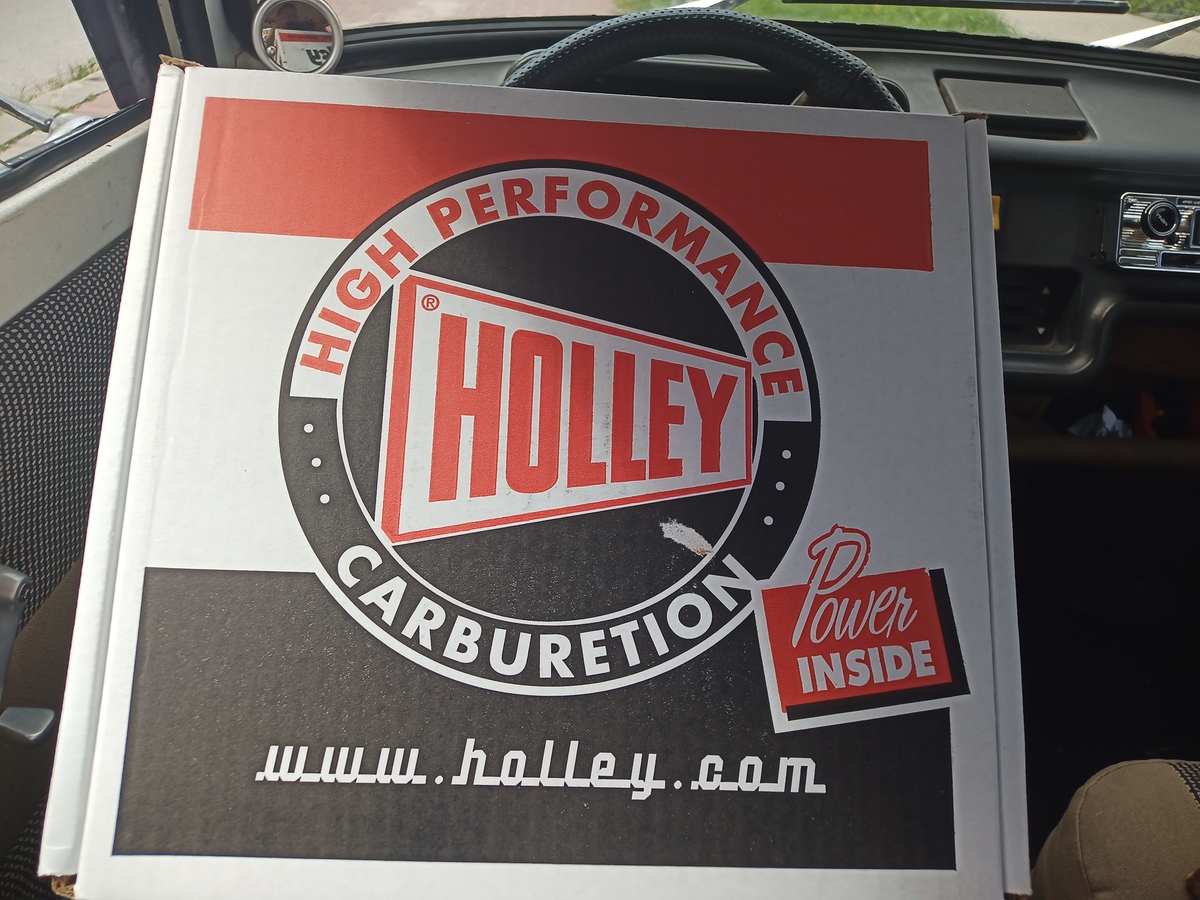 HIGH PERFORMANCE
®
HOLLEY
CARBURETION
Power
INSIDE
www.holley.com